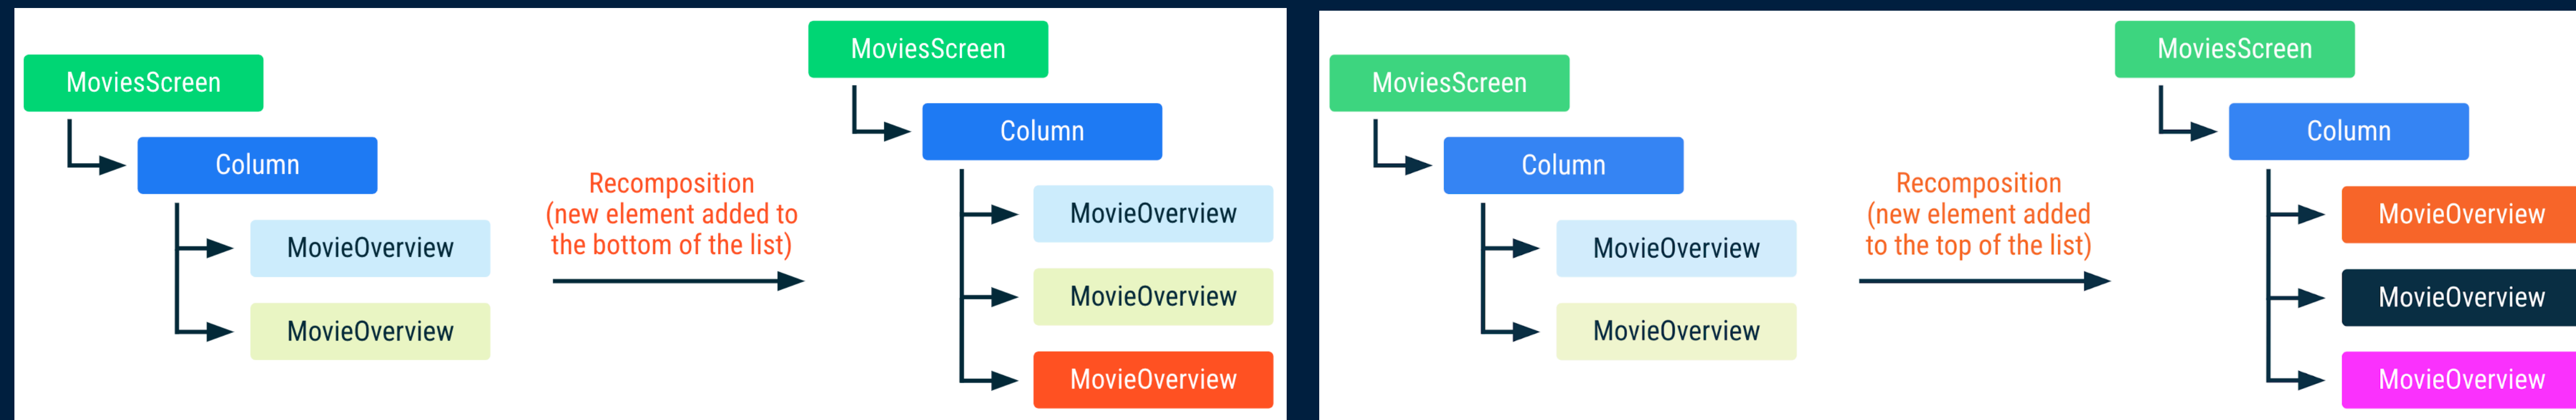 MoviesScreen
Column
MovieOverview
MovieOverview
Recomposition
(new element added to
the bottom of the list)
MoviesScreen
Column
MovieOverview
MovieOverview
MovieOverview
MoviesScreen
Column
MovieOverview
MovieOverview
Recomposition
(new element added
to the top of the list)
MoviesScreen
Column
MovieOverview
MovieOverview
MovieOverview